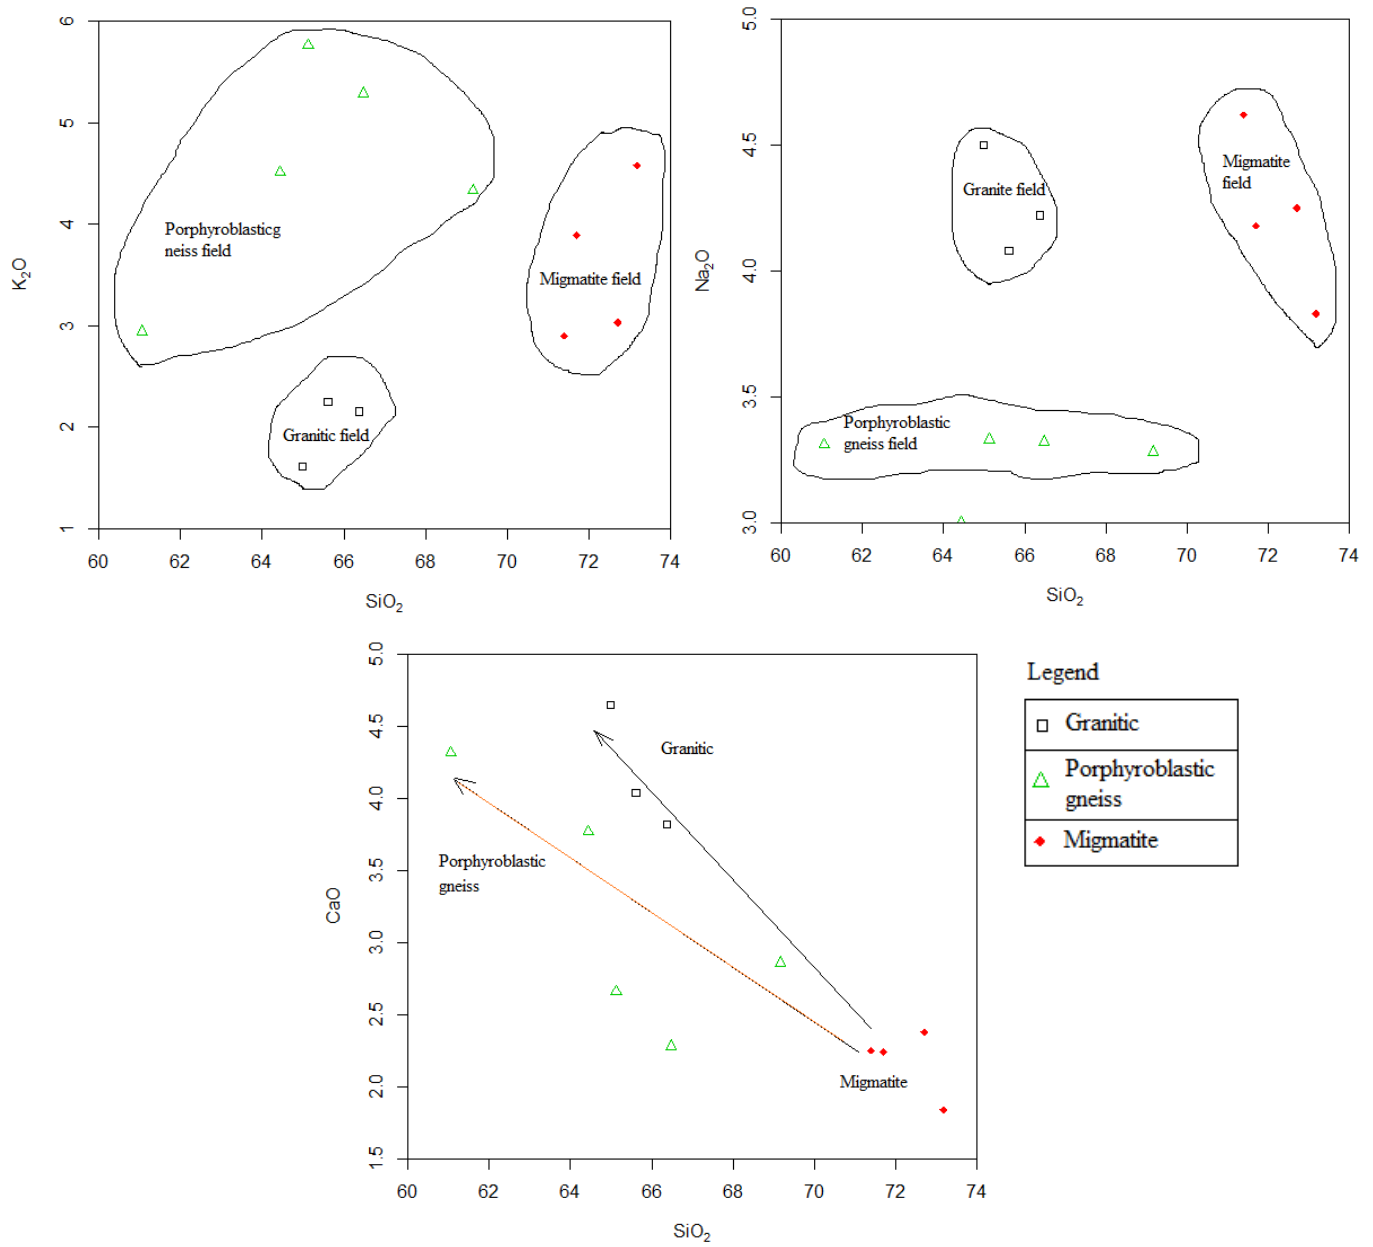 6
5
4
3
2
1
K₂O
Porphyroblasticg
neiss field
Migmatite field
Granitic field
60 62 64 66 68 70 72 74
SiO₂
5.0
4.5
4.0
3.5
3.0
Na₂O
Granite field
Migmatite
field
Porphyroblastic
gneiss field
60 62 64 66 68 70 72 74
SiO₂
5.0
4.5
4.0
3.5
3.0
2.5
2.0
1.5
CaO
Granitic
Porphyroblastic
gneiss
Migmatite
60 62 64 66 68 70 72 74
SiO₂
Legend
Granitic
Porphyroblastic
gneiss
Migmatite